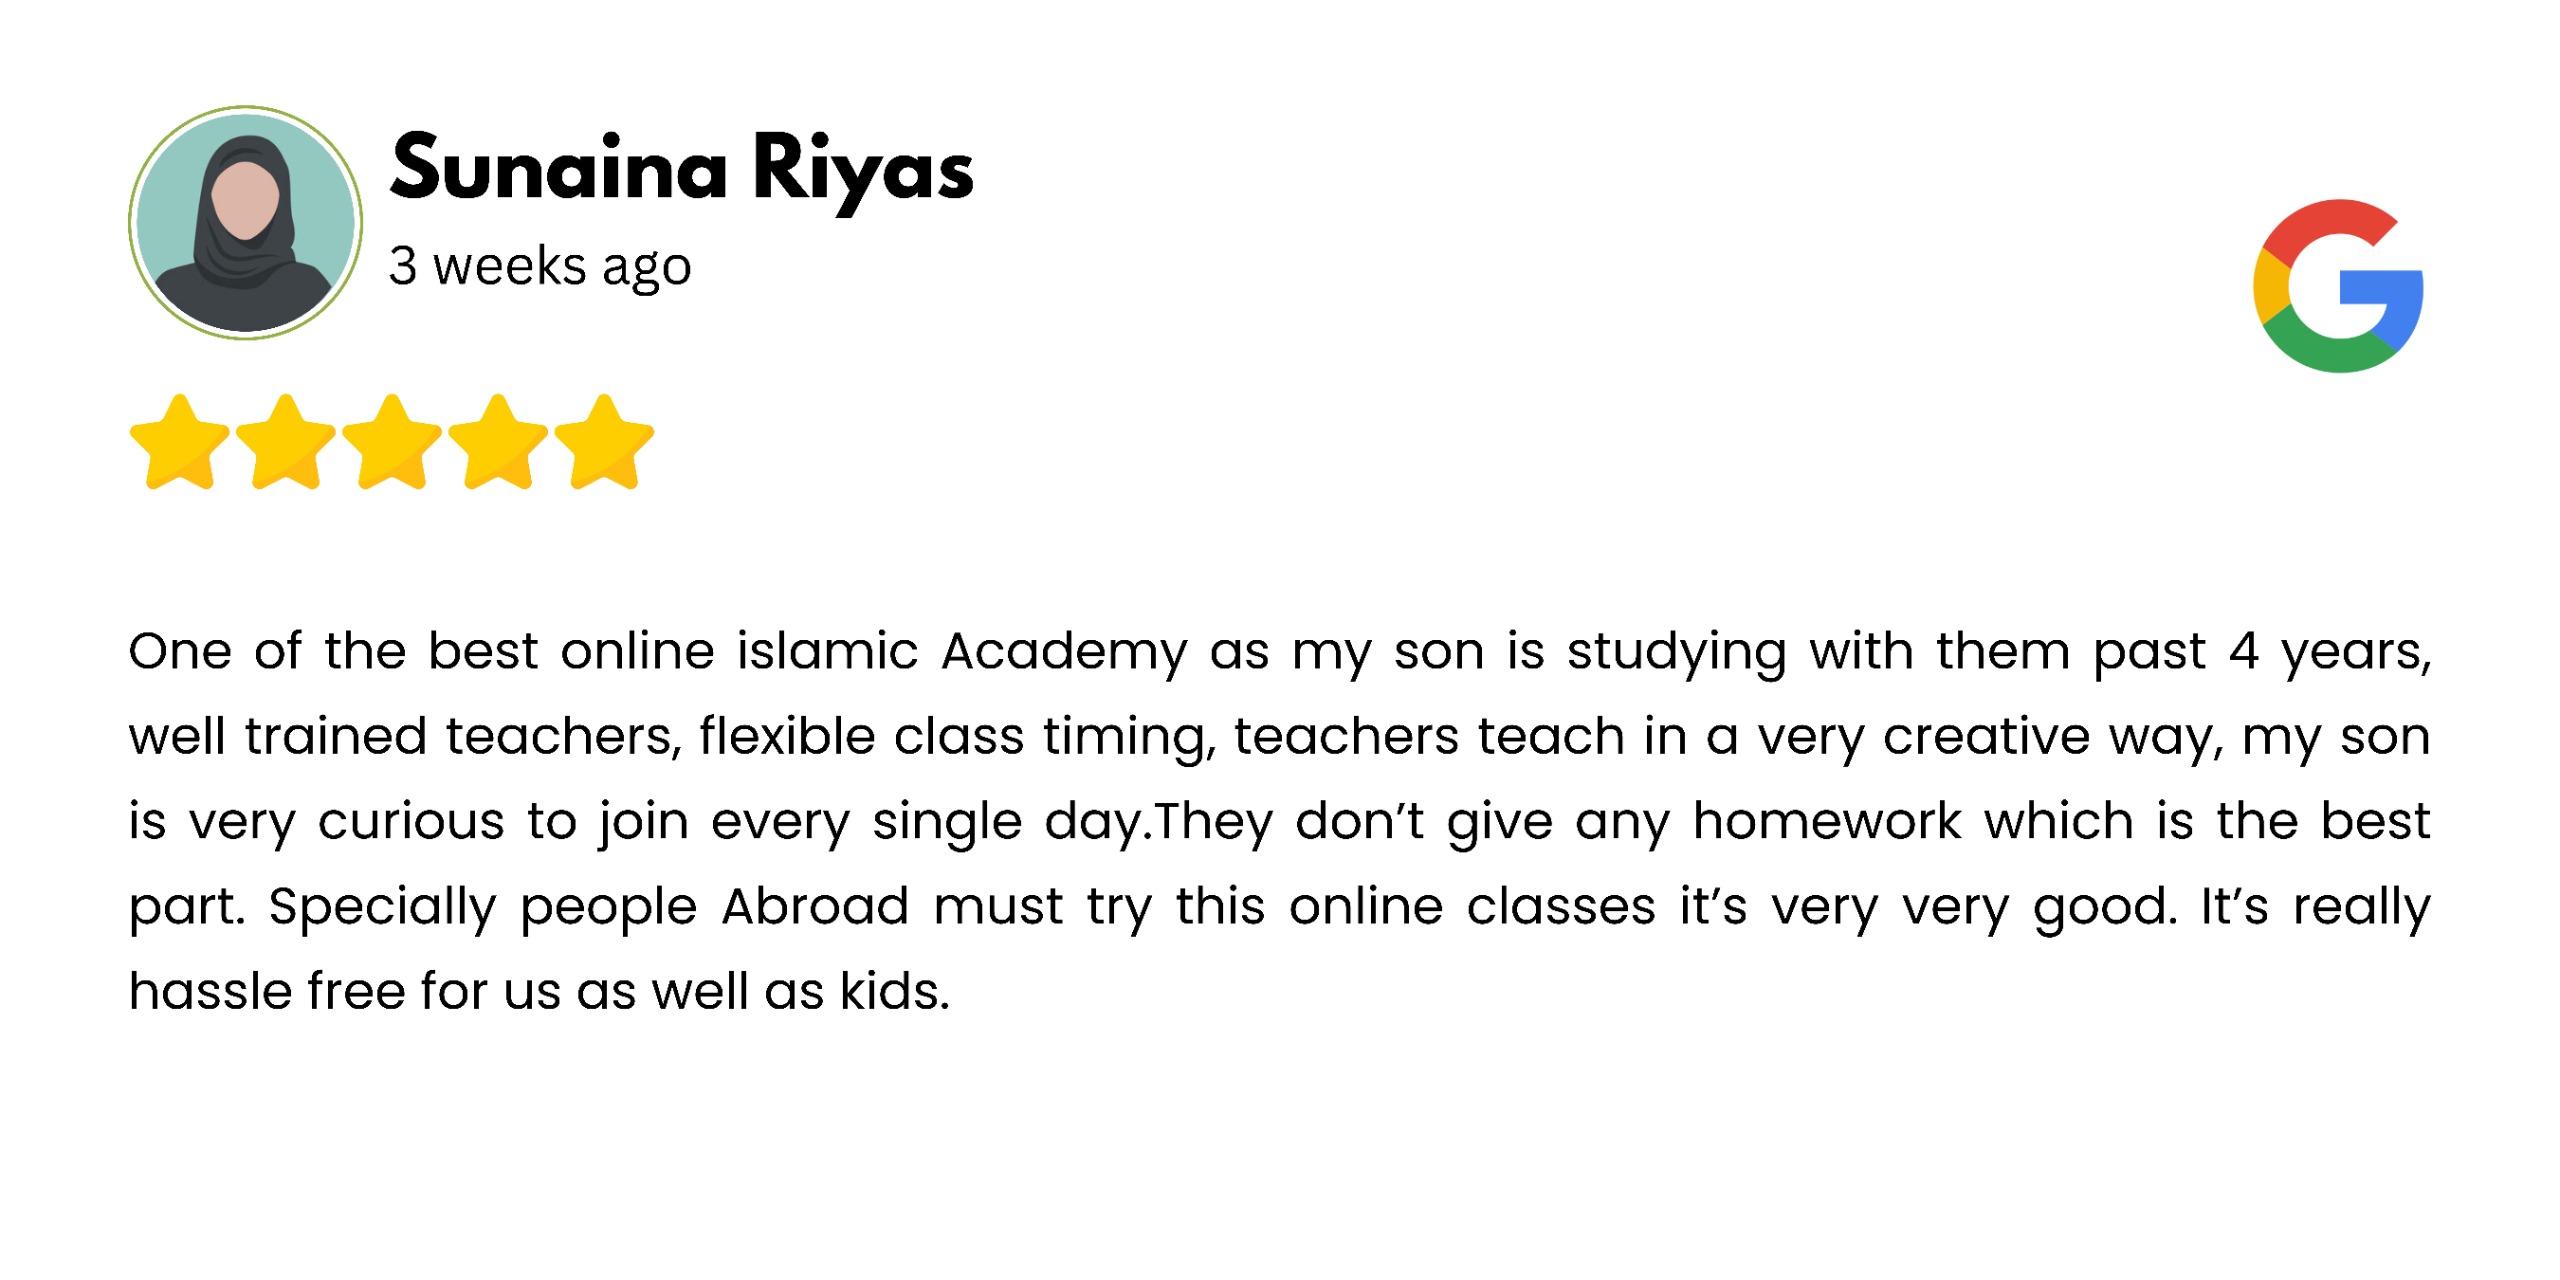 Sunaina Riyas
3 weeks ago
One of the best online islamic Academy as my son is studying with them past 4 years,
well trained teachers, flexible class timing, teachers teach in a very creative way, my son
is very curious to join every single day.They don’t give any homework which is the best
part. Specially people Abroad must try this online classes it’s very very good. It’s really
hassle free for us as well as kids.